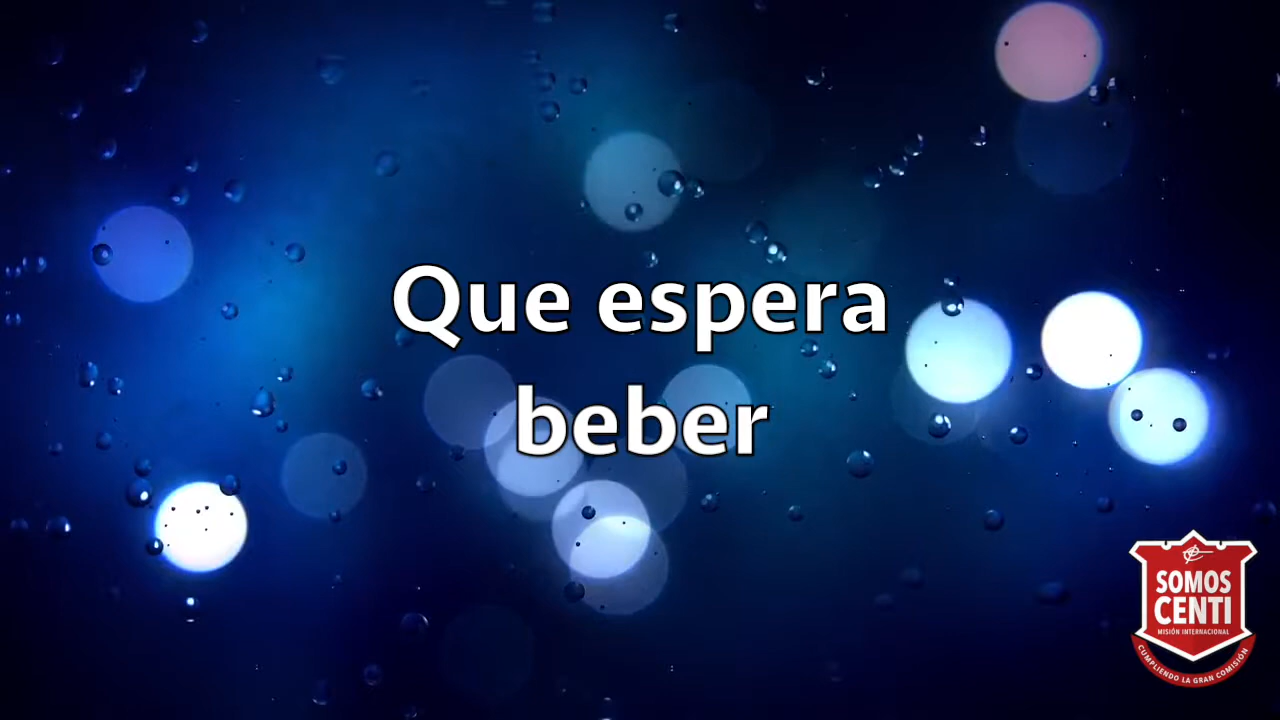 Que espera
beber
SOMOS
CENTI
MISIÓN INTERNACIONAL
CUMPLIENDO LA GRAN COMISIÓN